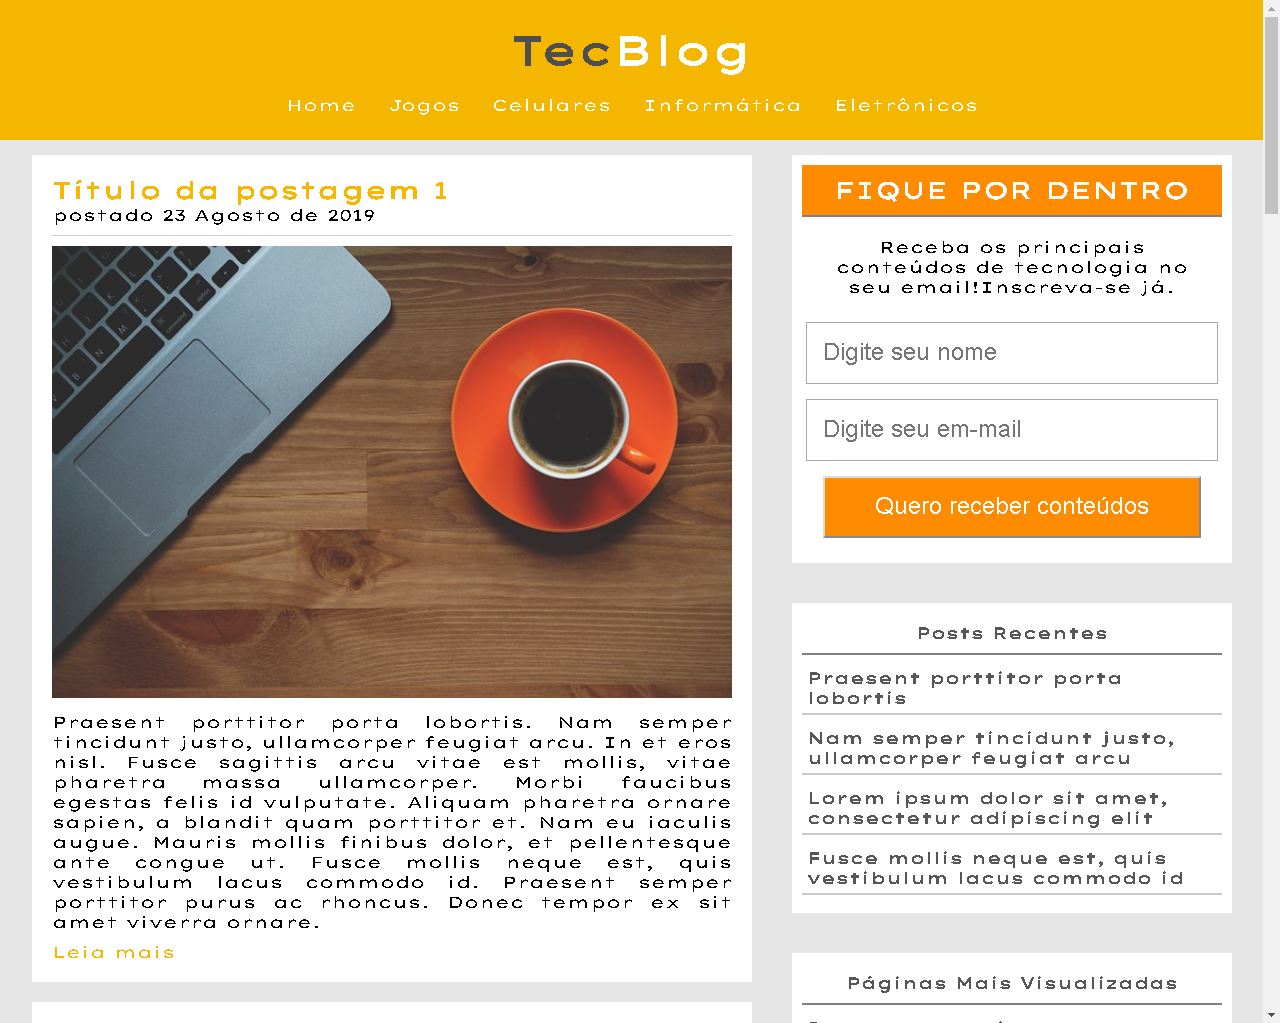 TecBlog
Home Jogos Celulares Informática Eletrônicos
Título da postagem 1
postado 23 Agosto de 2019
Praesent porttitor porta lobortis. Nam semper
tincidunt justo, ullamcorper feugiat arcu. In et eros
nisl. Fusce sagittis arcu vitae est mollis, vitae
pharetra massa ullamcorper. Morbi faucibus
egestas felis id vulputate. Aliquam pharetra ornare
sapien, a blandit quam porttitor et. Nam eu iaculis
augue. Mauris mollis finibus dolor, et pellentesque
ante congue ut. Fusce mollis neque est, quis
vestibulum lacus commodo id. Praesent semper
porttitor purus ac rhoncus. Donec tempor ex sit
amet viverra ornare.
Leia mais
FIQUE POR DENTRO
Receba os principais
conteúdos de tecnologia no
seu email!Inscreva-se já.
Digite seu nome
Digite seu em-mail
Quero receber conteúdos
Posts Recentes
Praesent porttitor porta
lobortis
Nam semper tincidunt justo,
ullamcorper feugiat arcu
Lorem ipsum dolor sit amet,
consectetur adipiscing elit
Fusce mollis neque est, quis
vestibulum lacus commodo id
Páginas Mais Visualizadas